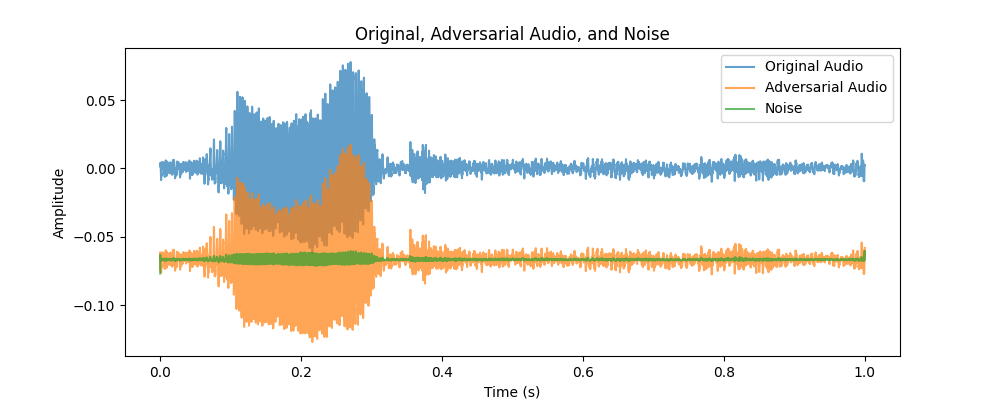 Original, Adversarial Audio, and Noise
Original Audio
Adversarial Audio
Noise
Amplitude
0.05
0.00
−0.05
−0.10
0.0 0.2 0.4 0.6 0.8 1.0
Time (s)